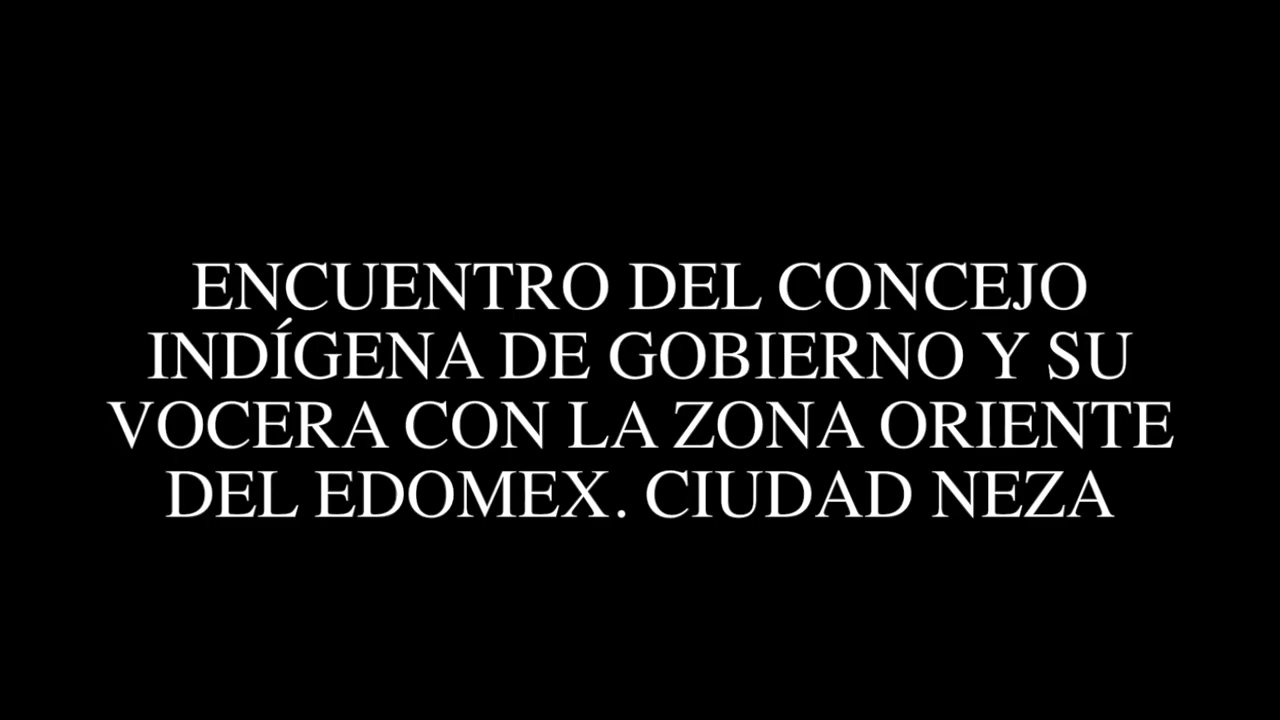 ENCUENTRO DEL CONCEJO
INDÍGENA DE GOBIERNO Y SU
VOCERA CON LA ZONA ORIENTE
DEL EDOMEX. CIUDAD NEZA